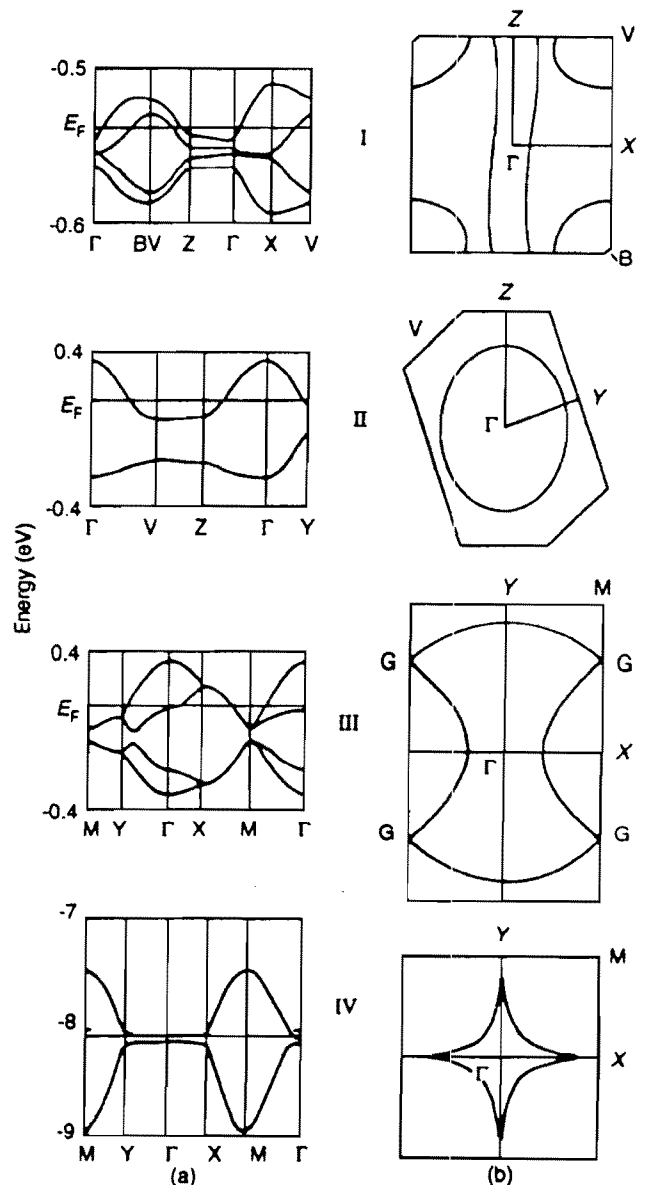 Energy (eV)
-0.5
E_F
-0.6
Γ BV Z Γ X V
I
Z V
Γ X
B
0.4
E_F
-0.4
Γ V Z Γ Y
II
Z
V
Y
Γ
0.4
E_F
-0.4
M Y Γ X M Γ
III
Y M
G G
Γ X
G G
-7
-8
-9
M Y Γ X M Γ
(a)
IV
Y M
Γ X
(b)